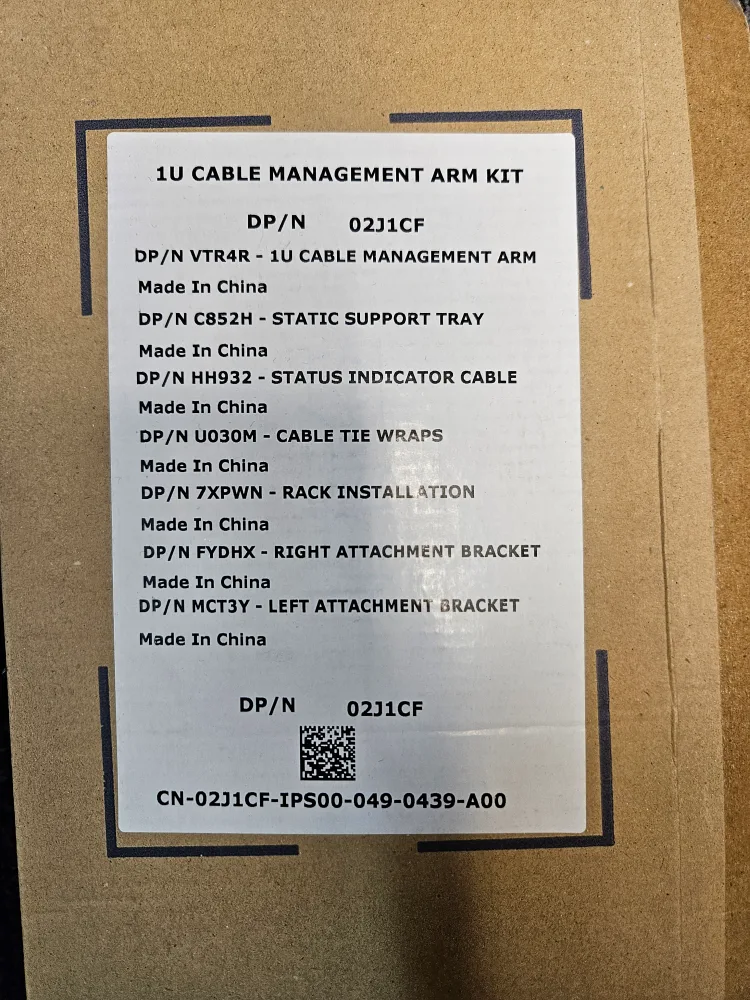 1U CABLE MANAGEMENT ARM KIT
DP/N 02J1CF
DP/N VTR4R - 1U CABLE MANAGEMENT ARM
Made In China
DP/N C852H - STATIC SUPPORT TRAY
Made In China
DP/N HH932 - STATUS INDICATOR CABLE
Made In China
DP/N U030M - CABLE TIE WRAPS
Made In China
DP/N 7XPWN - RACK INSTALLATION
Made In China
DP/N FYDHX - RIGHT ATTACHMENT BRACKET
Made In China
DP/N MCT3Y - LEFT ATTACHMENT BRACKET
Made In China
DP/N 02J1CF
CN-02J1CF-IPS00-049-0439-A00